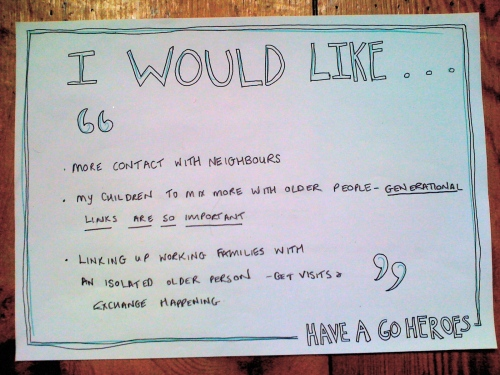 I WOULD LIKE . . .
“
· MORE CONTACT WITH NEIGHBOURS
· MY CHILDREN TO MIX MORE WITH OLDER PEOPLE - GENERATIONAL
LINKS ARE SO IMPORTANT
· LINKING UP WORKING FAMILIES WITH
AN ISOLATED OLDER PERSON - GET VISITS &
EXCHANGE HAPPENING
”
HAVE A GO HEROES